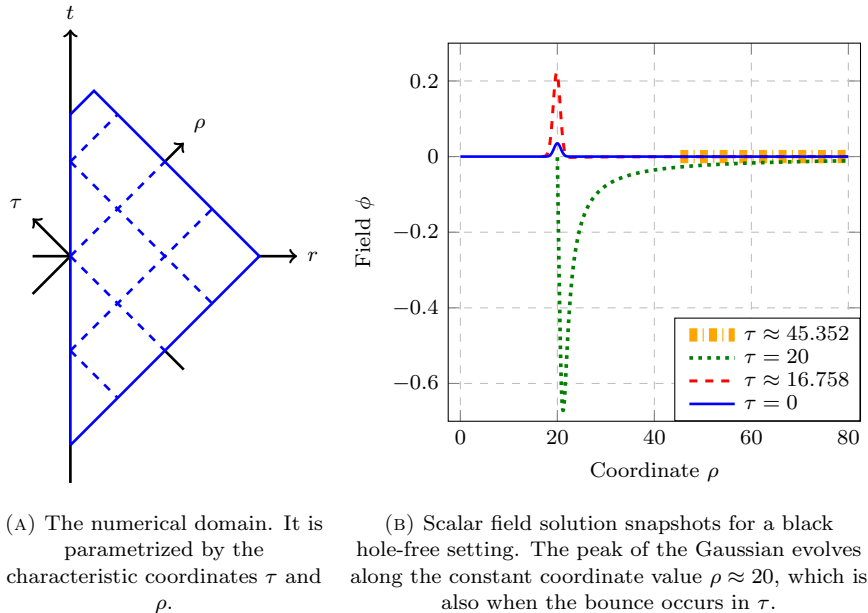 t
ρ
τ
r
0.2
0
−0.2
−0.4
−0.6
Field ϕ
τ ≈ 45.352
τ = 20
τ ≈ 16.758
τ = 0
0 20 40 60 80
Coordinate ρ
(A) The numerical domain. It is
parametrized by the
characteristic coordinates τ and
ρ.
(B) Scalar field solution snapshots for a black
hole-free setting. The peak of the Gaussian evolves
along the constant coordinate value ρ ≈ 20, which is
also when the bounce occurs in τ.